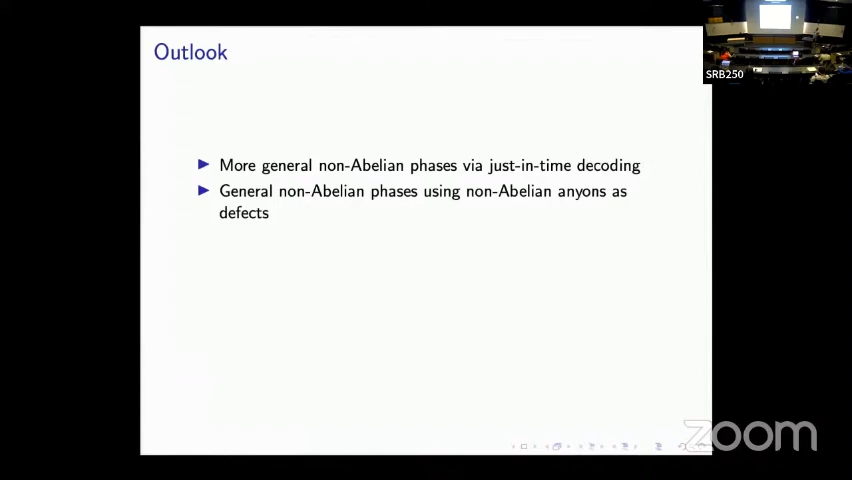 Outlook
SRB250
More general non-Abelian phases via just-in-time decoding
General non-Abelian phases using non-Abelian anyons as
defects
zoom